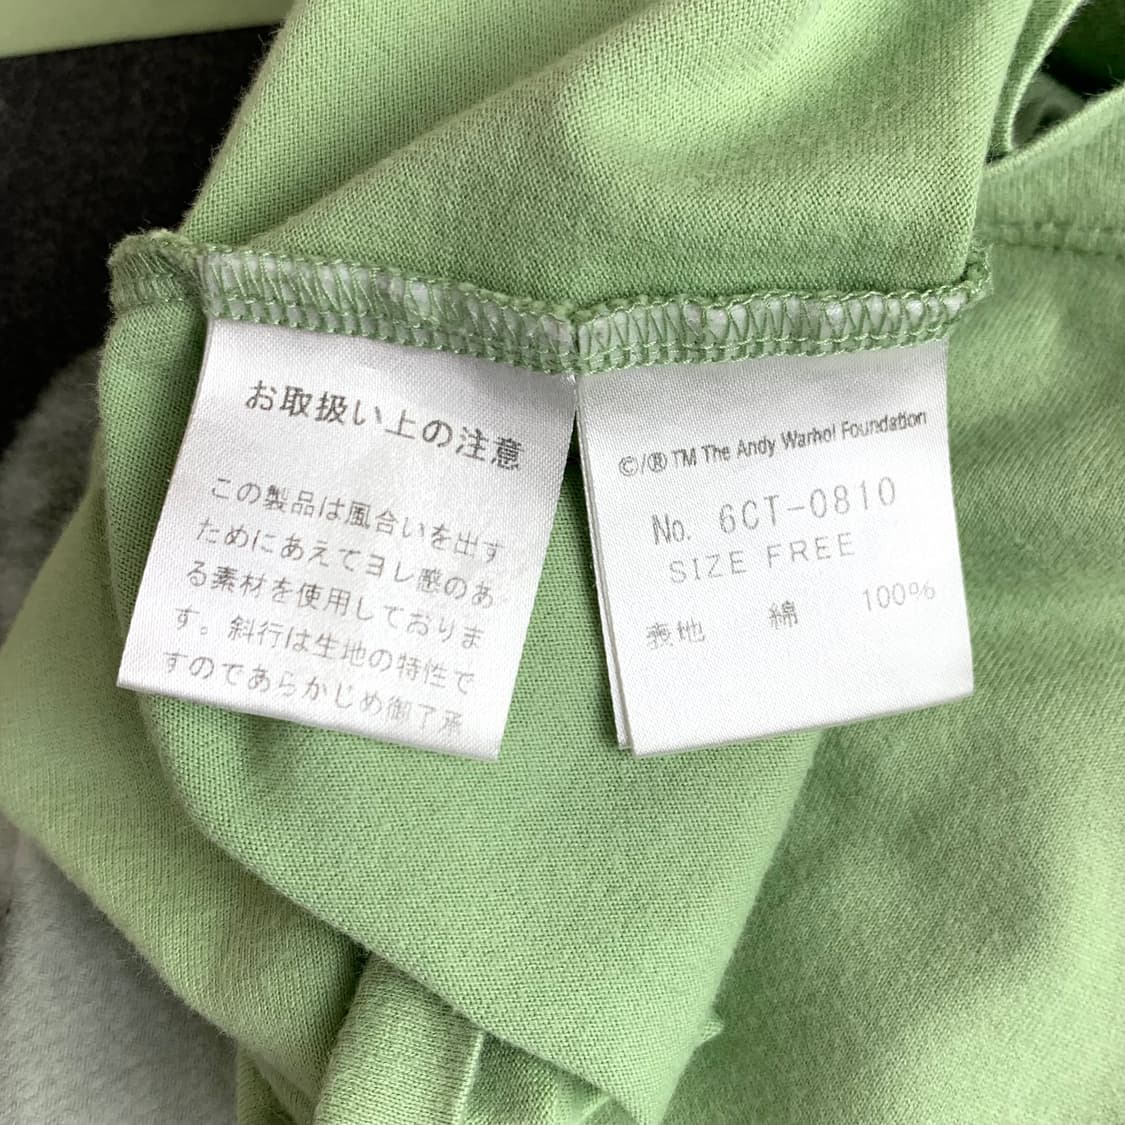 お取扱い上の注意
この製品は風合いを出す
ためにあえてヨレ感のあ
る素材を使用しておりま
す。斜行は生地の特性で
すのであらかじめ御了承
©/® TM The Andy Warhol Foundation
No. 6CT-0810
SIZE FREE
表地 綿 100%